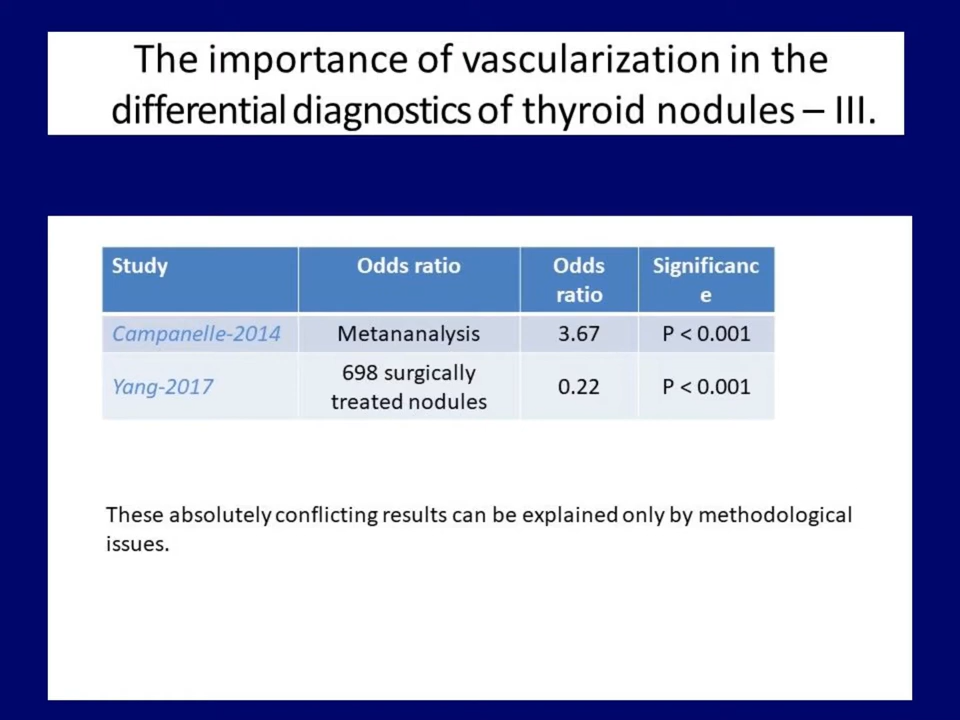 The importance of vascularization in the
differential diagnostics of thyroid nodules – III.
Study Odds ratio Odds ratio Significanc e
Campanelle-2014 Metananalysis 3.67 P < 0.001
Yang-2017 698 surgically treated nodules 0.22 P < 0.001
These absolutely conflicting results can be explained only by methodological
issues.